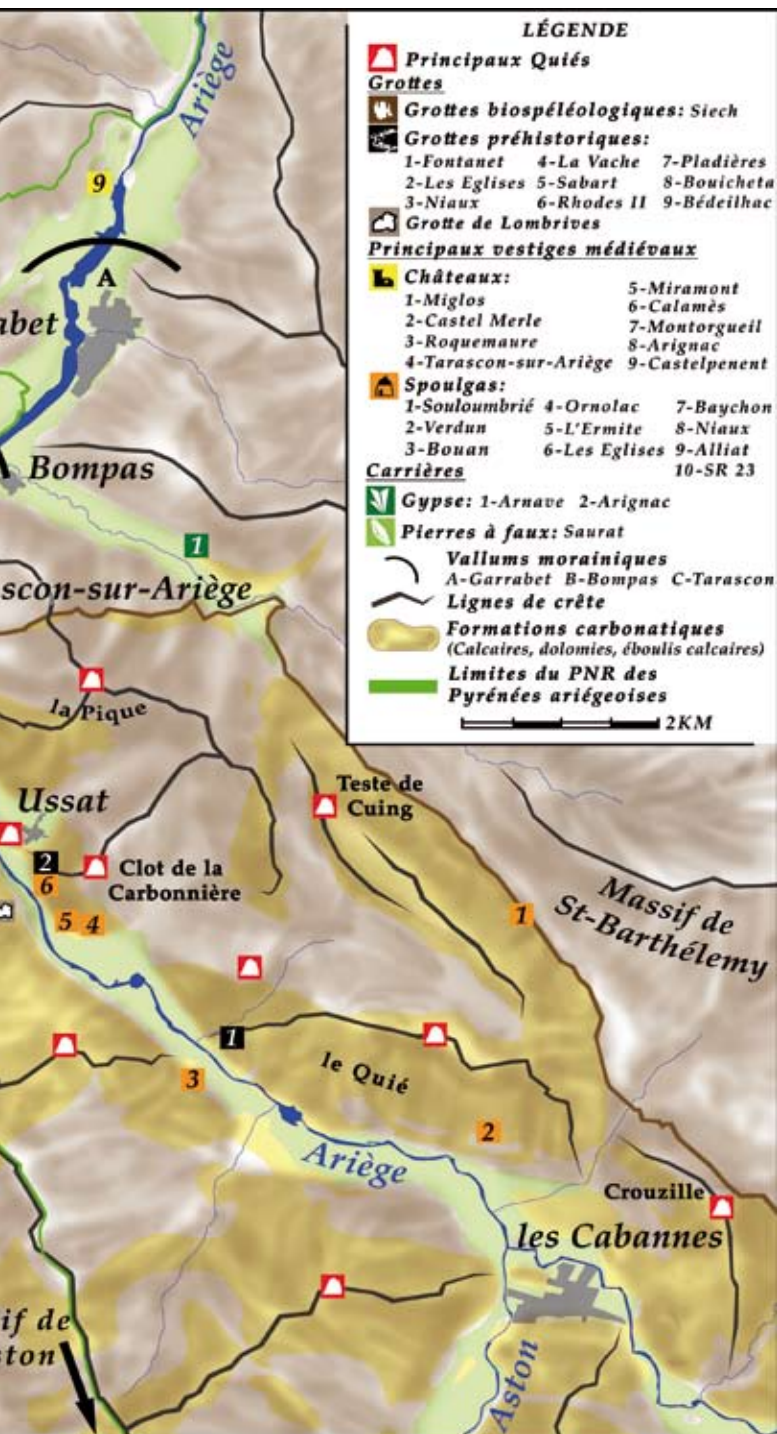 LÉGENDE
Principaux Quiés
Grottes
Grottes biospéléologiques: Siech
Grottes préhistoriques:
1-Fontanet 4-La Vache 7-Pladières
2-Les Eglises 5-Sabart 8-Bouicheta
3-Niaux 6-Rhodes II 9-Bédeilhac
Grotte de Lombrives
Principaux vestiges médiévaux
Châteaux:
1-Miglos
2-Castel Merle
3-Roquemaure
4-Tarascon-sur-Ariège
5-Miramont
6-Calamès
7-Montorgueil
8-Arignac
9-Castelpenent
Spoulgas:
1-Souloumbrié 4-Ornolac 7-Baychon
2-Verdun 5-L'Ermite 8-Niaux
3-Bouan 6-Les Eglises 9-Alliat
10-SR 23
Carrières
Gypse: 1-Arnave 2-Arignac
Pierres à faux: Saurat
Vallums morainiques
A-Garrabet B-Bompas C-Tarascon
Lignes de crête
Formations carbonatiques
(Calcaires, dolomies, éboulis calcaires)
Limites du PNR des
Pyrénées ariégeoises
2KM
Ariège
9
A
abet
Bompas
1
scon-sur-Ariège
la Pique
Teste de
Cuing
Ussat
2
6
Clot de la
Carbonnière
5 4
1
Massif de
St-Barthélemy
1
le Quié
3
2
Ariège
Crouzille
les Cabannes
if de
ston
Aston